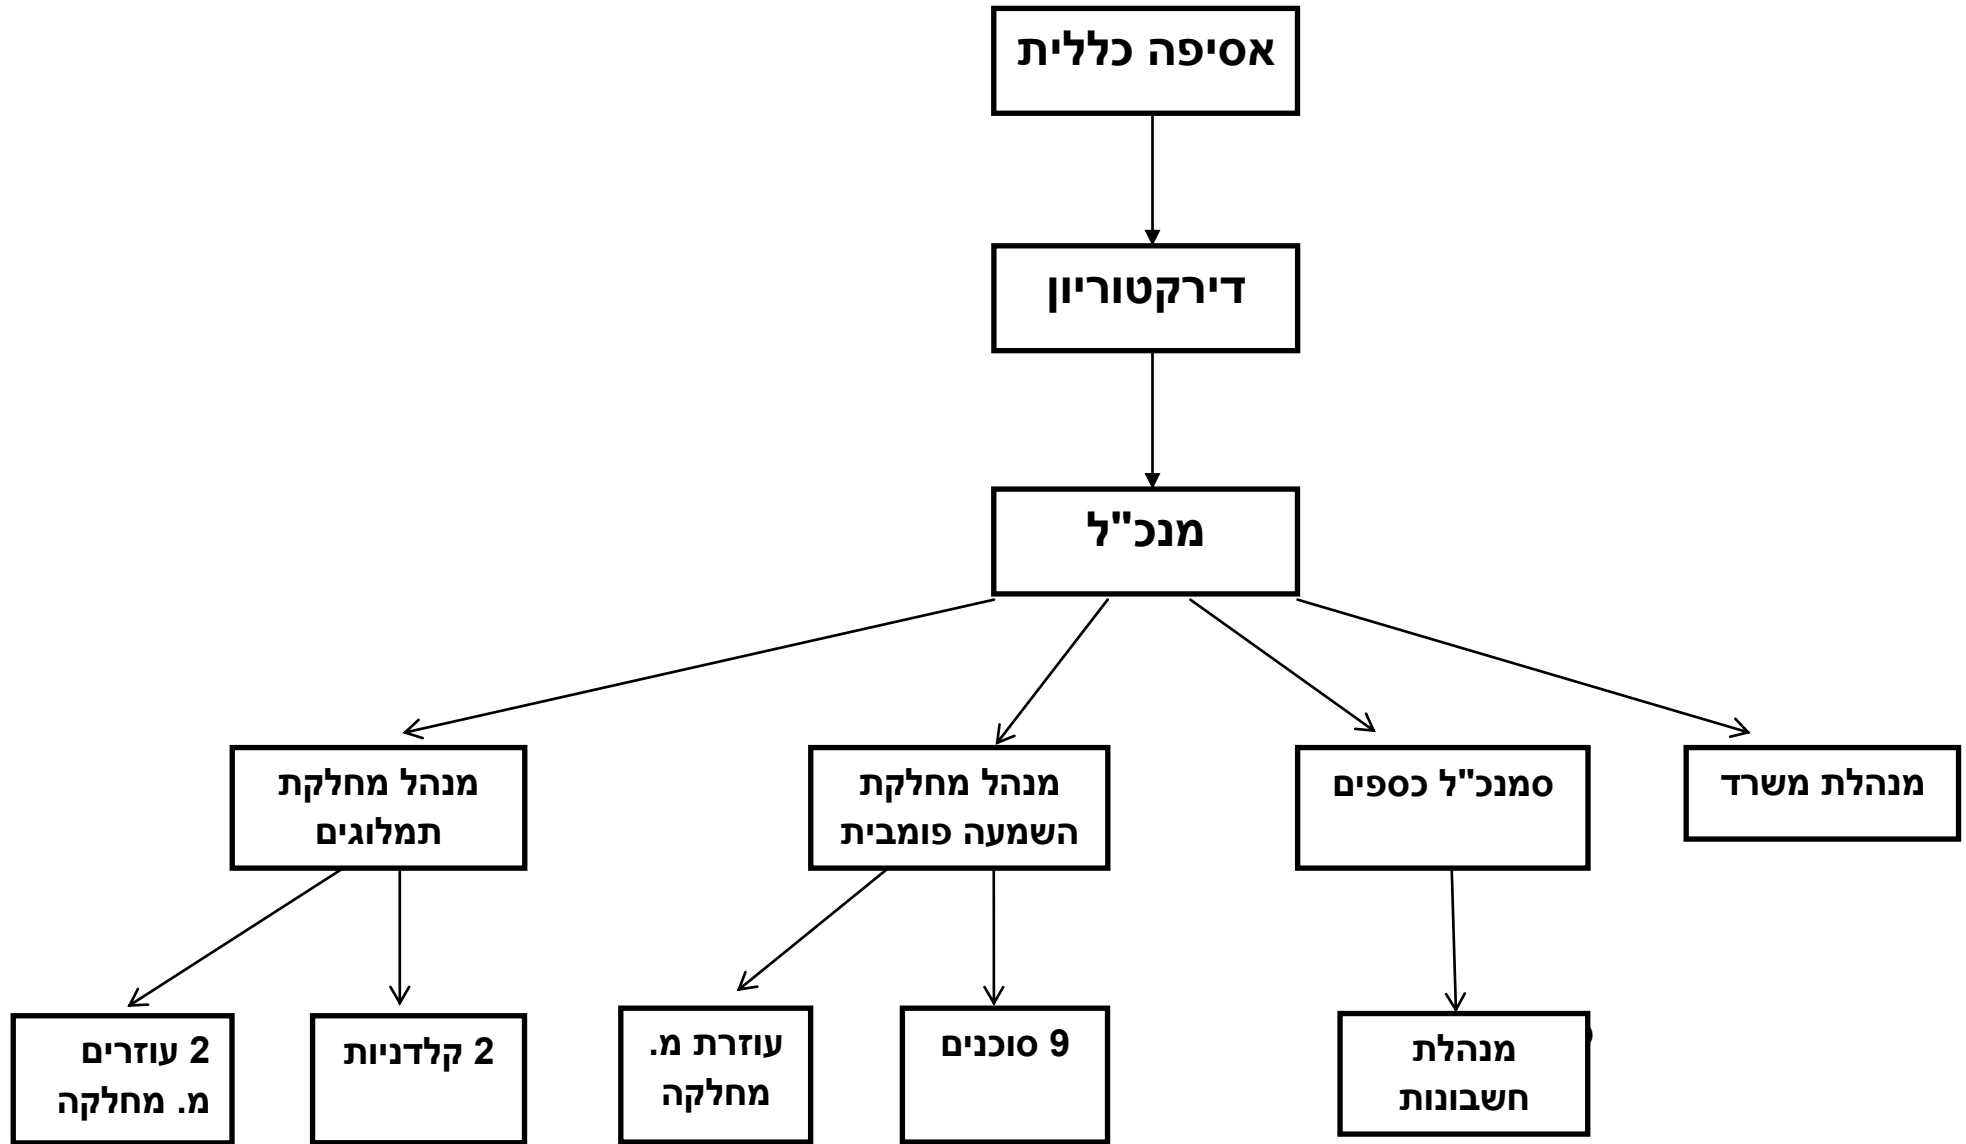 אסיפה כללית
דירקטוריון
מנכ"ל
מנהלת משרד
סמנכ"ל כספים
מנהל מחלקת
השמעה פומבית
מנהל מחלקת
תמלוגים
מנהלת
חשבונות
9 סוכנים
עוזרת מ.
מחלקה
2 קלדניות
2 עוזרים
מ. מחלקה